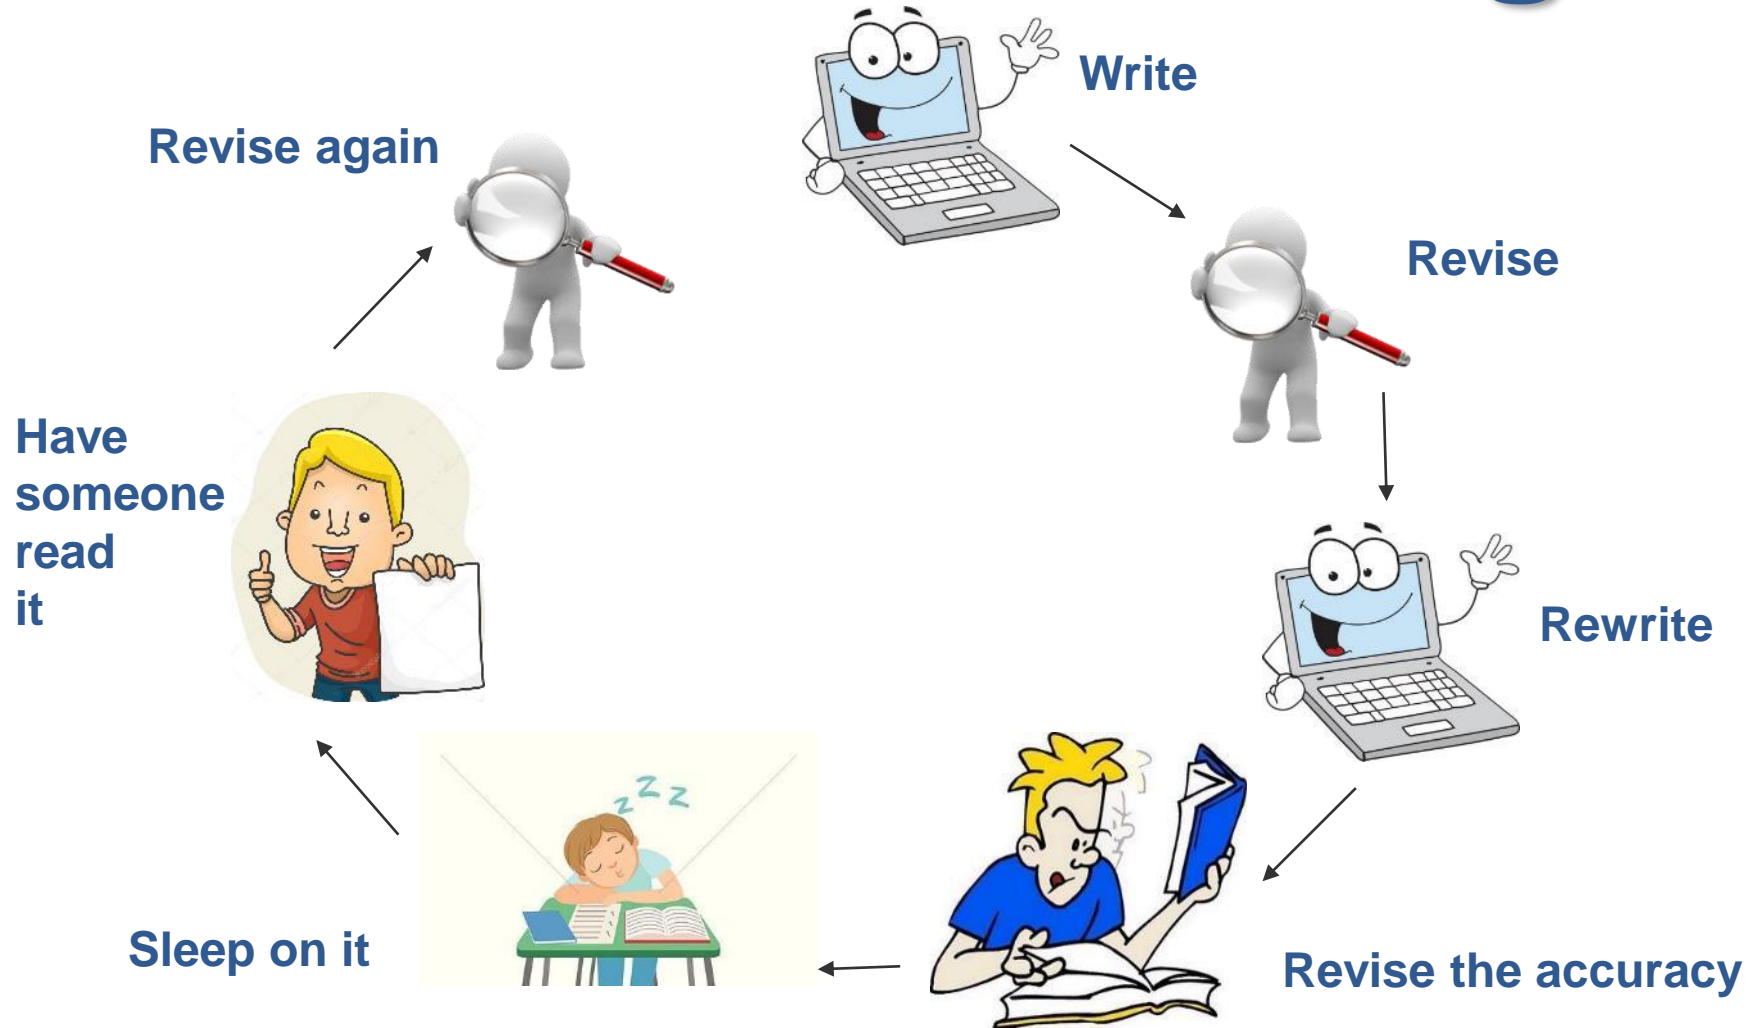 Write
Revise again
Revise
Have
someone
read
it
Rewrite
z z z
Sleep on it
Revise the accuracy